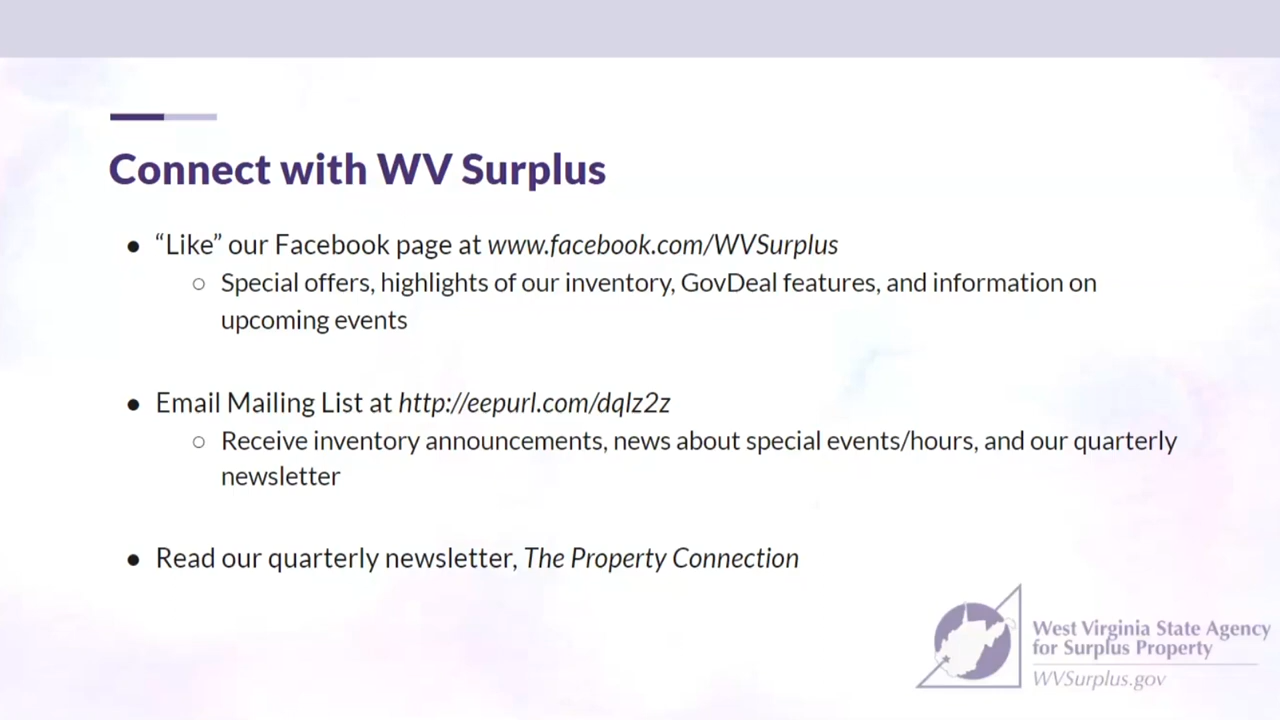 Connect with WV Surplus
● “Like” our Facebook page at www.facebook.com/WVSurplus
○ Special offers, highlights of our inventory, GovDeal features, and information on
upcoming events
● Email Mailing List at http://eepurl.com/dqlz2z
○ Receive inventory announcements, news about special events/hours, and our quarterly
newsletter
● Read our quarterly newsletter, The Property Connection
West Virginia State Agency
for Surplus Property
WVSurplus.gov